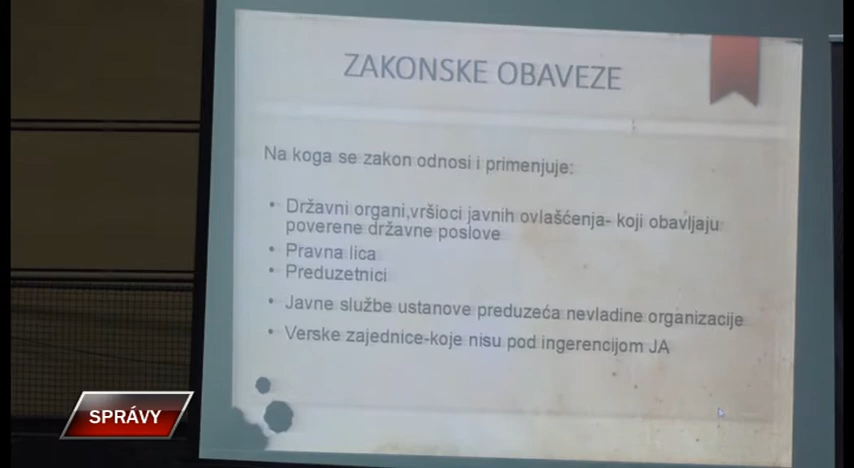 ZAKONSKE OBAVEZE
Na koga se zakon odnosi i primenjuje:
• Državni organi,vršioci javnih ovlašćenja- koji obavljaju
poverene državne poslove
• Pravna lica
• Preduzetnici
• Javne službe ustanove preduzeća nevladine organizacije
• Verske zajednice-koje nisu pod ingerencijom JA
SPRÁVY